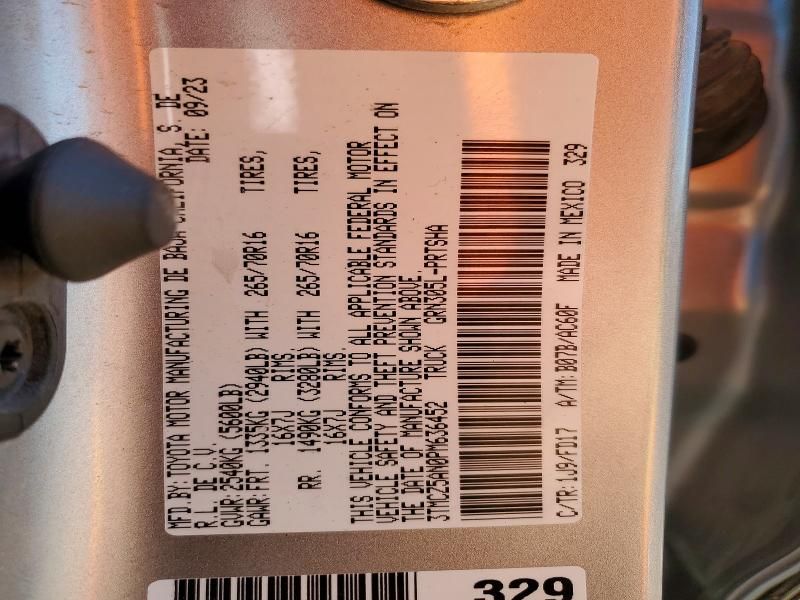 MFD.BY: TOYOTA MOTOR MANUFACTURING DE BAJA CALIFORNIA, S. DE
R.L. DE C.V. DATE: 09/23
GVWR: 2540KG (5600LB)
GAWR: FRT. 1335KG (2940LB) WITH 265/70R16 TIRES,
16X7J RIMS.
RR. 1490KG (3280LB) WITH 265/70R16 TIRES,
16X7J RIMS.
THIS VEHICLE CONFORMS TO ALL APPLICABLE FEDERAL MOTOR
VEHICLE SAFETY AND THEFT PREVENTION STANDARDS IN EFFECT ON
THE DATE OF MANUFACTURE SHOWN ABOVE.
3TMCZ5AN0PM636452 TRUCK GRN305L-PRTSHA
C/TR: 1J9/FD17 A/TM: B07B/AC60F MADE IN MEXICO 329
329